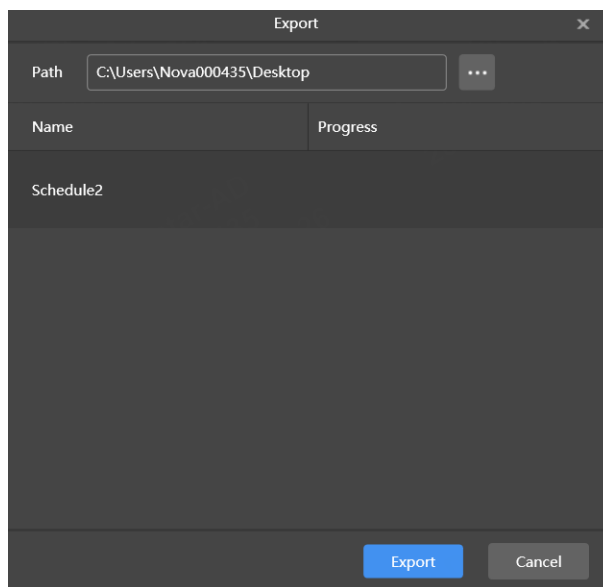 Export
Path C:\Users\Nova000435\Desktop ...
Name Progress
Schedule2
Export Cancel